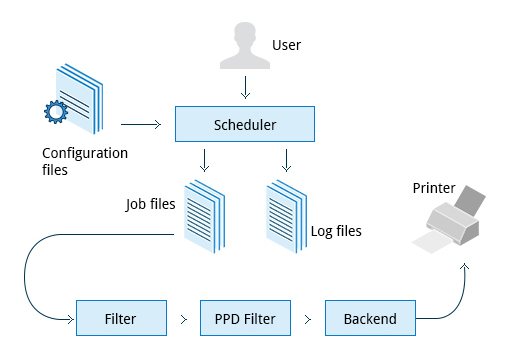 User
Scheduler
Configuration
files
Job files
Log files
Printer
Filter
PPD Filter
Backend